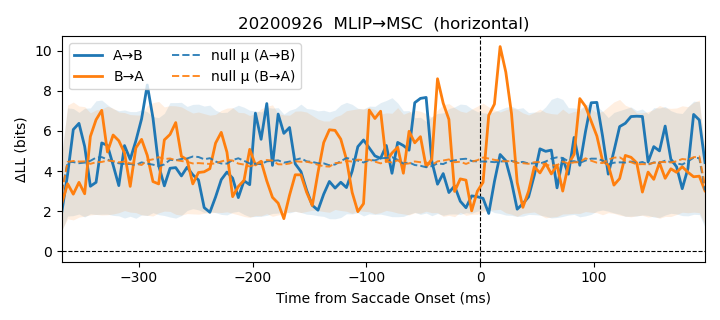 20200926  MLIP→MSC  (horizontal)
A→B
B→A
null μ (A→B)
null μ (B→A)
ΔLL (bits)
10
8
6
4
2
0
−300
−200
−100
0
100
Time from Saccade Onset (ms)